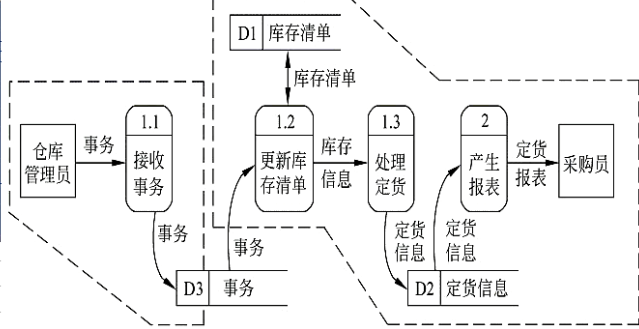 D1 库存清单
库存清单
1.1
1.2
1.3
2
仓库
管理员
事务
接收
事务
更新库
存清单
库存
信息
处理
定货
产生
报表
定货
报表
采购员
事务
事务
定货
信息
定货
信息
D3 事务
D2 定货信息